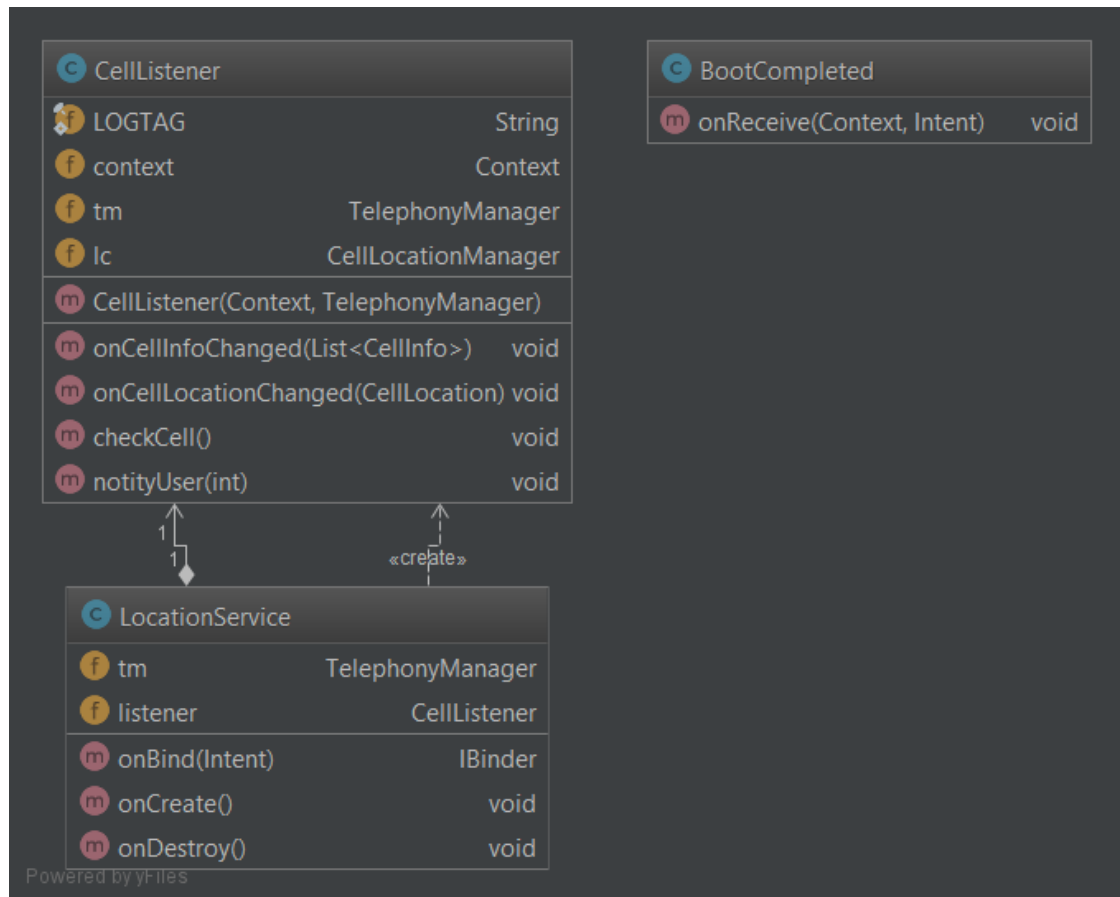 CellListener
LOGTAG String
context Context
tm TelephonyManager
lc CellLocationManager
CellListener(Context, TelephonyManager)
onCellInfoChanged(List<CellInfo>) void
onCellLocationChanged(CellLocation) void
checkCell() void
notityUser(int) void
BootCompleted
onReceive(Context, Intent) void
1
1
«create»
LocationService
tm TelephonyManager
listener CellListener
onBind(Intent) IBinder
onCreate() void
onDestroy() void
Powered by yFiles